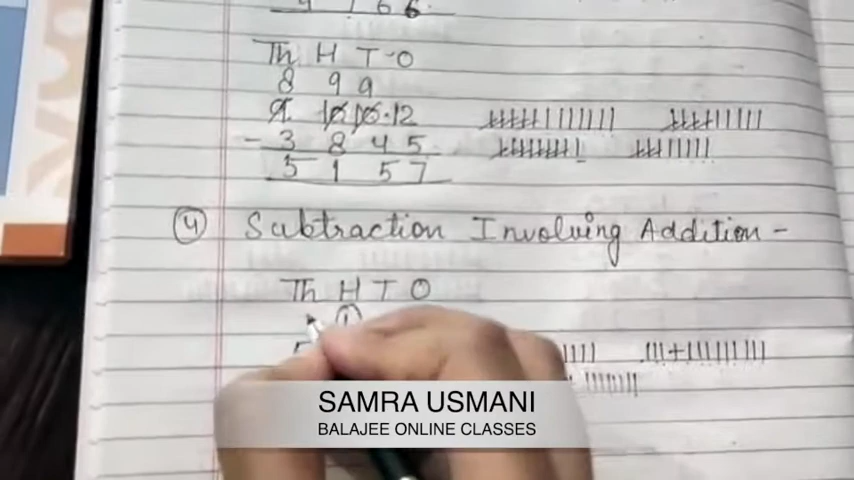 Th H T O
8 9 9
9 10 10 12
- 3 8 4 5
5 1 5 7
④ Subtraction Involving Addition -
Th H T O
①
SAMRA USMANI
BALAJEE ONLINE CLASSES